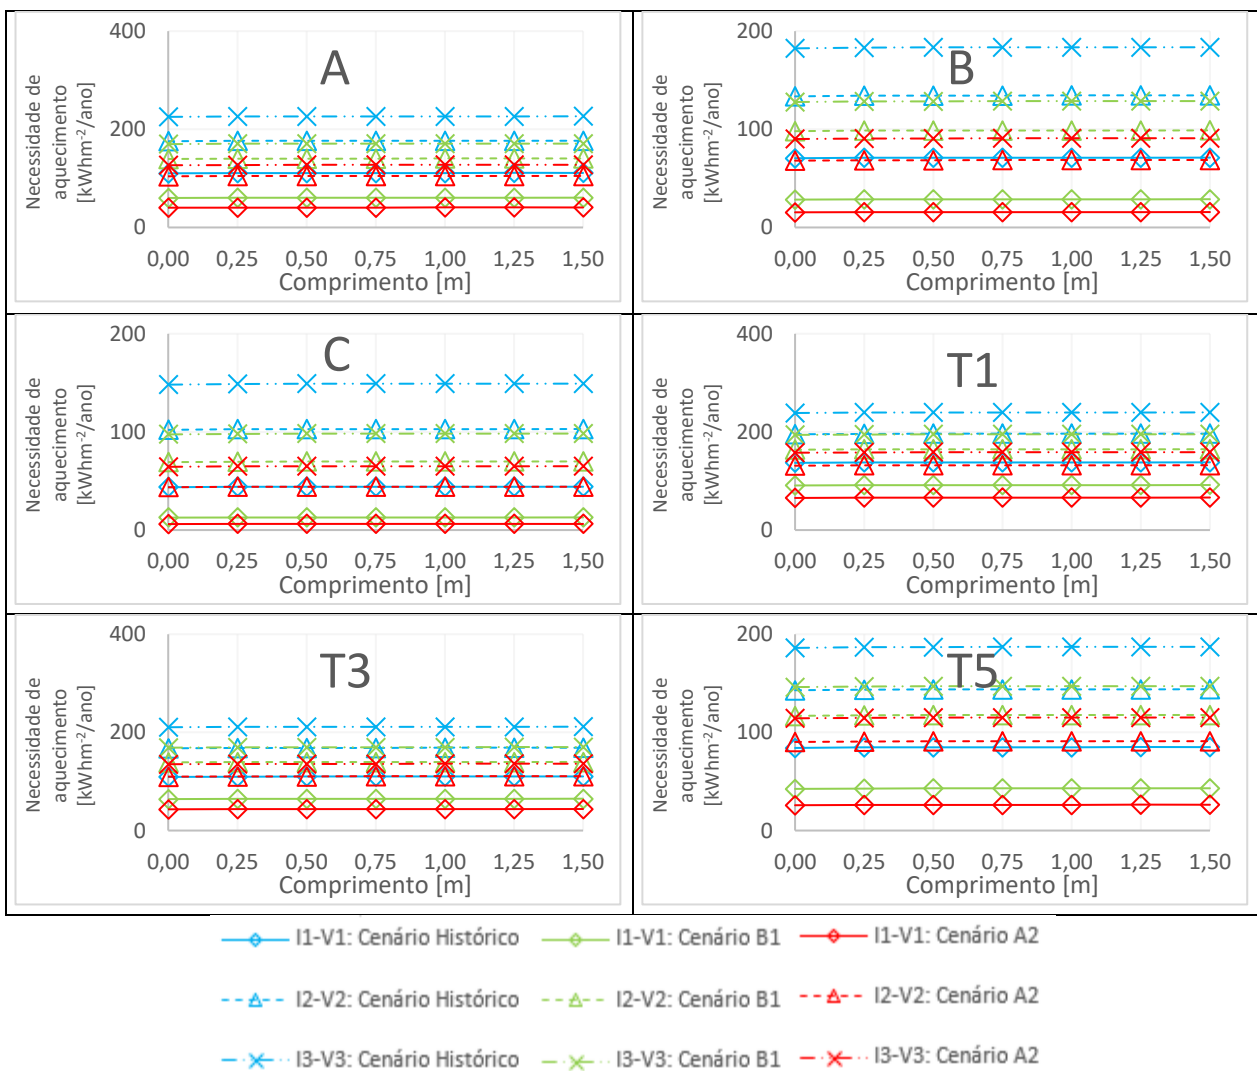 A
Necessidade de
aquecimento
[kWhm⁻²/ano]
400
200
0
0,00 0,25 0,50 0,75 1,00 1,25 1,50
Comprimento [m]
B
Necessidade de
aquecimento
[kWhm⁻²/ano]
200
100
0
0,00 0,25 0,50 0,75 1,00 1,25 1,50
Comprimento [m]
C
Necessidade de
aquecimento
[kWhm⁻²/ano]
200
100
0
0,00 0,25 0,50 0,75 1,00 1,25 1,50
Comprimento [m]
T1
Necessidade de
aquecimento
[kWhm⁻²/ano]
400
200
0
0,00 0,25 0,50 0,75 1,00 1,25 1,50
Comprimento [m]
T3
Necessidade de
aquecimento
[kWhm⁻²/ano]
400
200
0
0,00 0,25 0,50 0,75 1,00 1,25 1,50
Comprimento [m]
T5
Necessidade de
aquecimento
[kWhm⁻²/ano]
200
100
0
0,00 0,25 0,50 0,75 1,00 1,25 1,50
Comprimento [m]
I1-V1: Cenário Histórico I1-V1: Cenário B1 I1-V1: Cenário A2
I2-V2: Cenário Histórico I2-V2: Cenário B1 I2-V2: Cenário A2
I3-V3: Cenário Histórico I3-V3: Cenário B1 I3-V3: Cenário A2